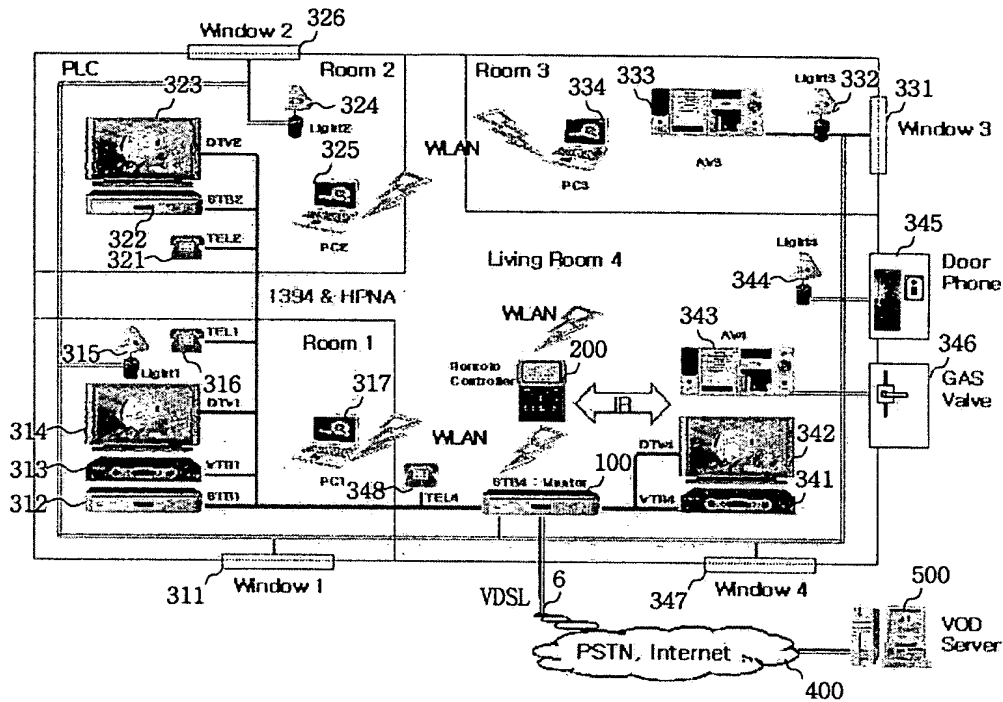 Window 2
326
PLC
323
Room 2
324
Light2
DTV2
325
STB2
322
321
TEL2
PC2
WLAN
Room 3
334
333
Light3
332
331
Window 3
PC3
AV3
1394 & HPNA
Living Room 4
Light4
344
345
Door
Phone
315
Light1
TEL1
316
Room 1
317
314
DTV1
313
VTR1
312
STB1
PC1
WLAN
348
TEL4
WLAN
Remote
Controller
200
IR
343
AV4
346
GAS
Valve
DTV4
342
100
STB4 : Master
341
311
Window 1
347
Window 4
VDSL
6
PSTN, Internet
400
500
VOD
Server